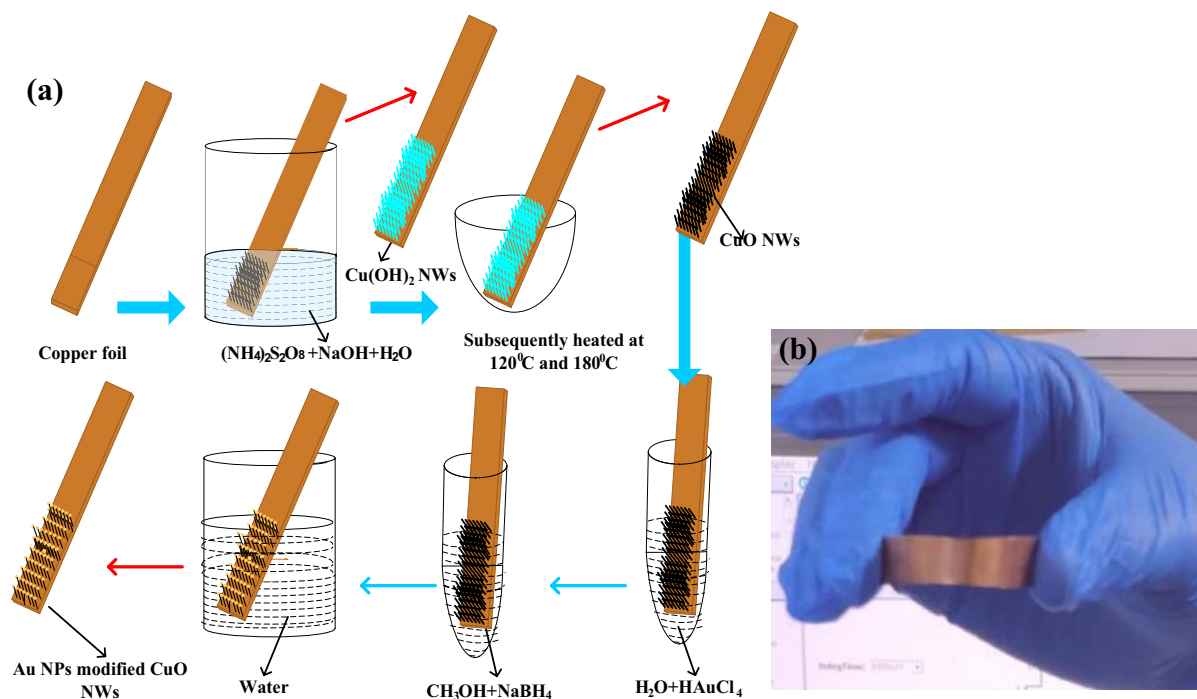 (a)
Cu(OH)₂ NWs
CuO NWs
Copper foil
(NH4)₂S₂O₈+NaOH+H₂O
Subsequently heated at
120⁰C and 180⁰C
(b)
Au NPs modified CuO
NWs
Water
CH₃OH+NaBH₄
H₂O+HAuCl₄